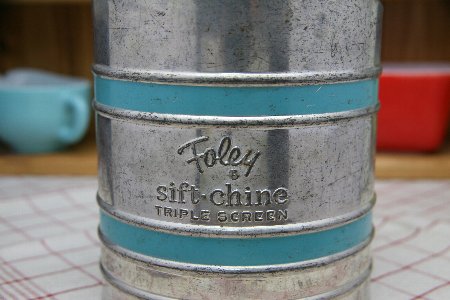 Foley
®
sift-chine
TRIPLE SCREEN